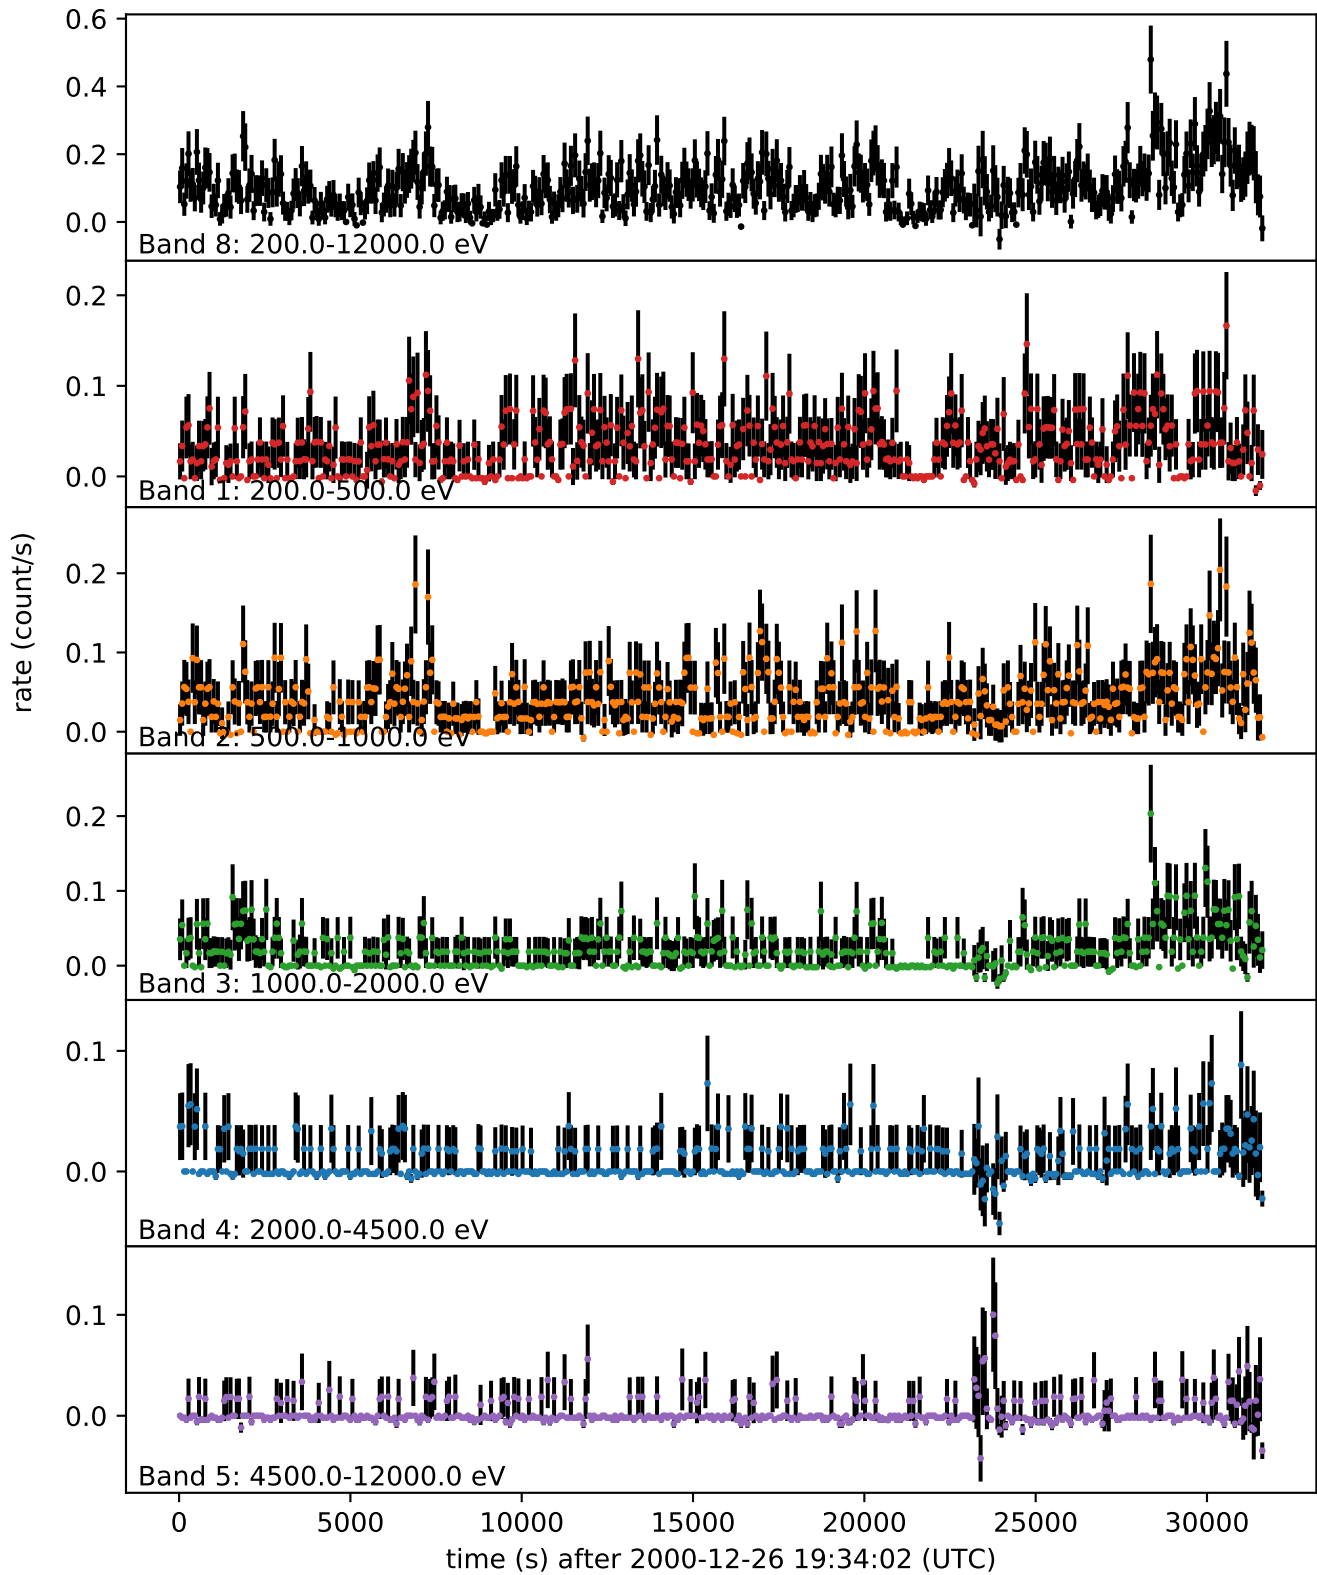 0.6
0.4
0.2
0.0
Band 8: 200.0-12000.0 eV
0.2
0.1
0.0
Band 1: 200.0-500.0 eV
rate (count/s)
0.2
0.1
0.0
Band 2: 500.0-1000.0 eV
0.2
0.1
0.0
Band 3: 1000.0-2000.0 eV
0.1
0.0
Band 4: 2000.0-4500.0 eV
0.1
0.0
Band 5: 4500.0-12000.0 eV
0 5000 10000 15000 20000 25000 30000
time (s) after 2000-12-26 19:34:02 (UTC)